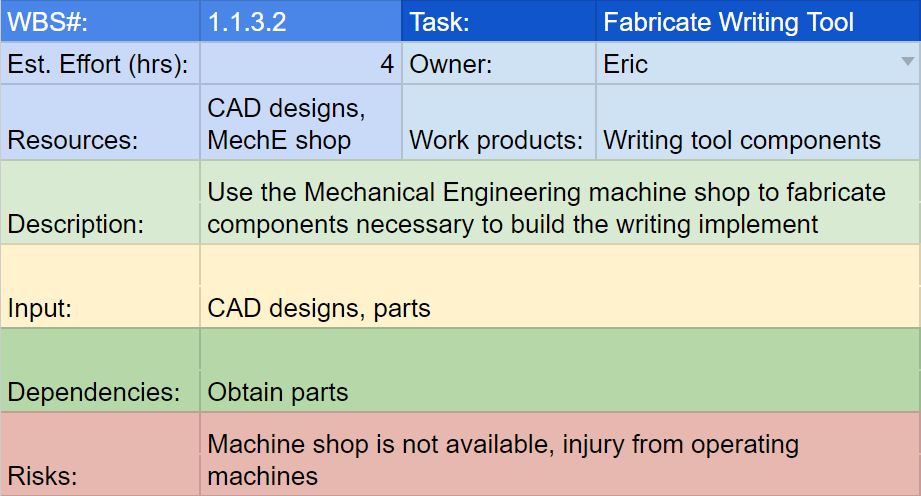 WBS#: 1.1.3.2 Task: Fabricate Writing Tool
Est. Effort (hrs): 4 Owner: Eric
Resources: CAD designs, MechE shop Work products: Writing tool components
Description: Use the Mechanical Engineering machine shop to fabricate
components necessary to build the writing implement
Input: CAD designs, parts
Dependencies: Obtain parts
Risks: Machine shop is not available, injury from operating
machines